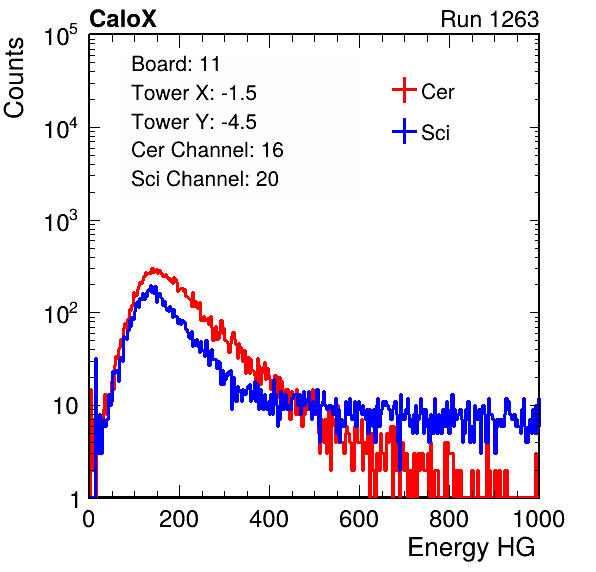 CaloX Run 1263
Counts
10^5
10^4
10^3
10^2
10
1
Board: 11
Tower X: -1.5
Tower Y: -4.5
Cer Channel: 16
Sci Channel: 20
Cer
Sci
0 200 400 600 800 1000
Energy HG